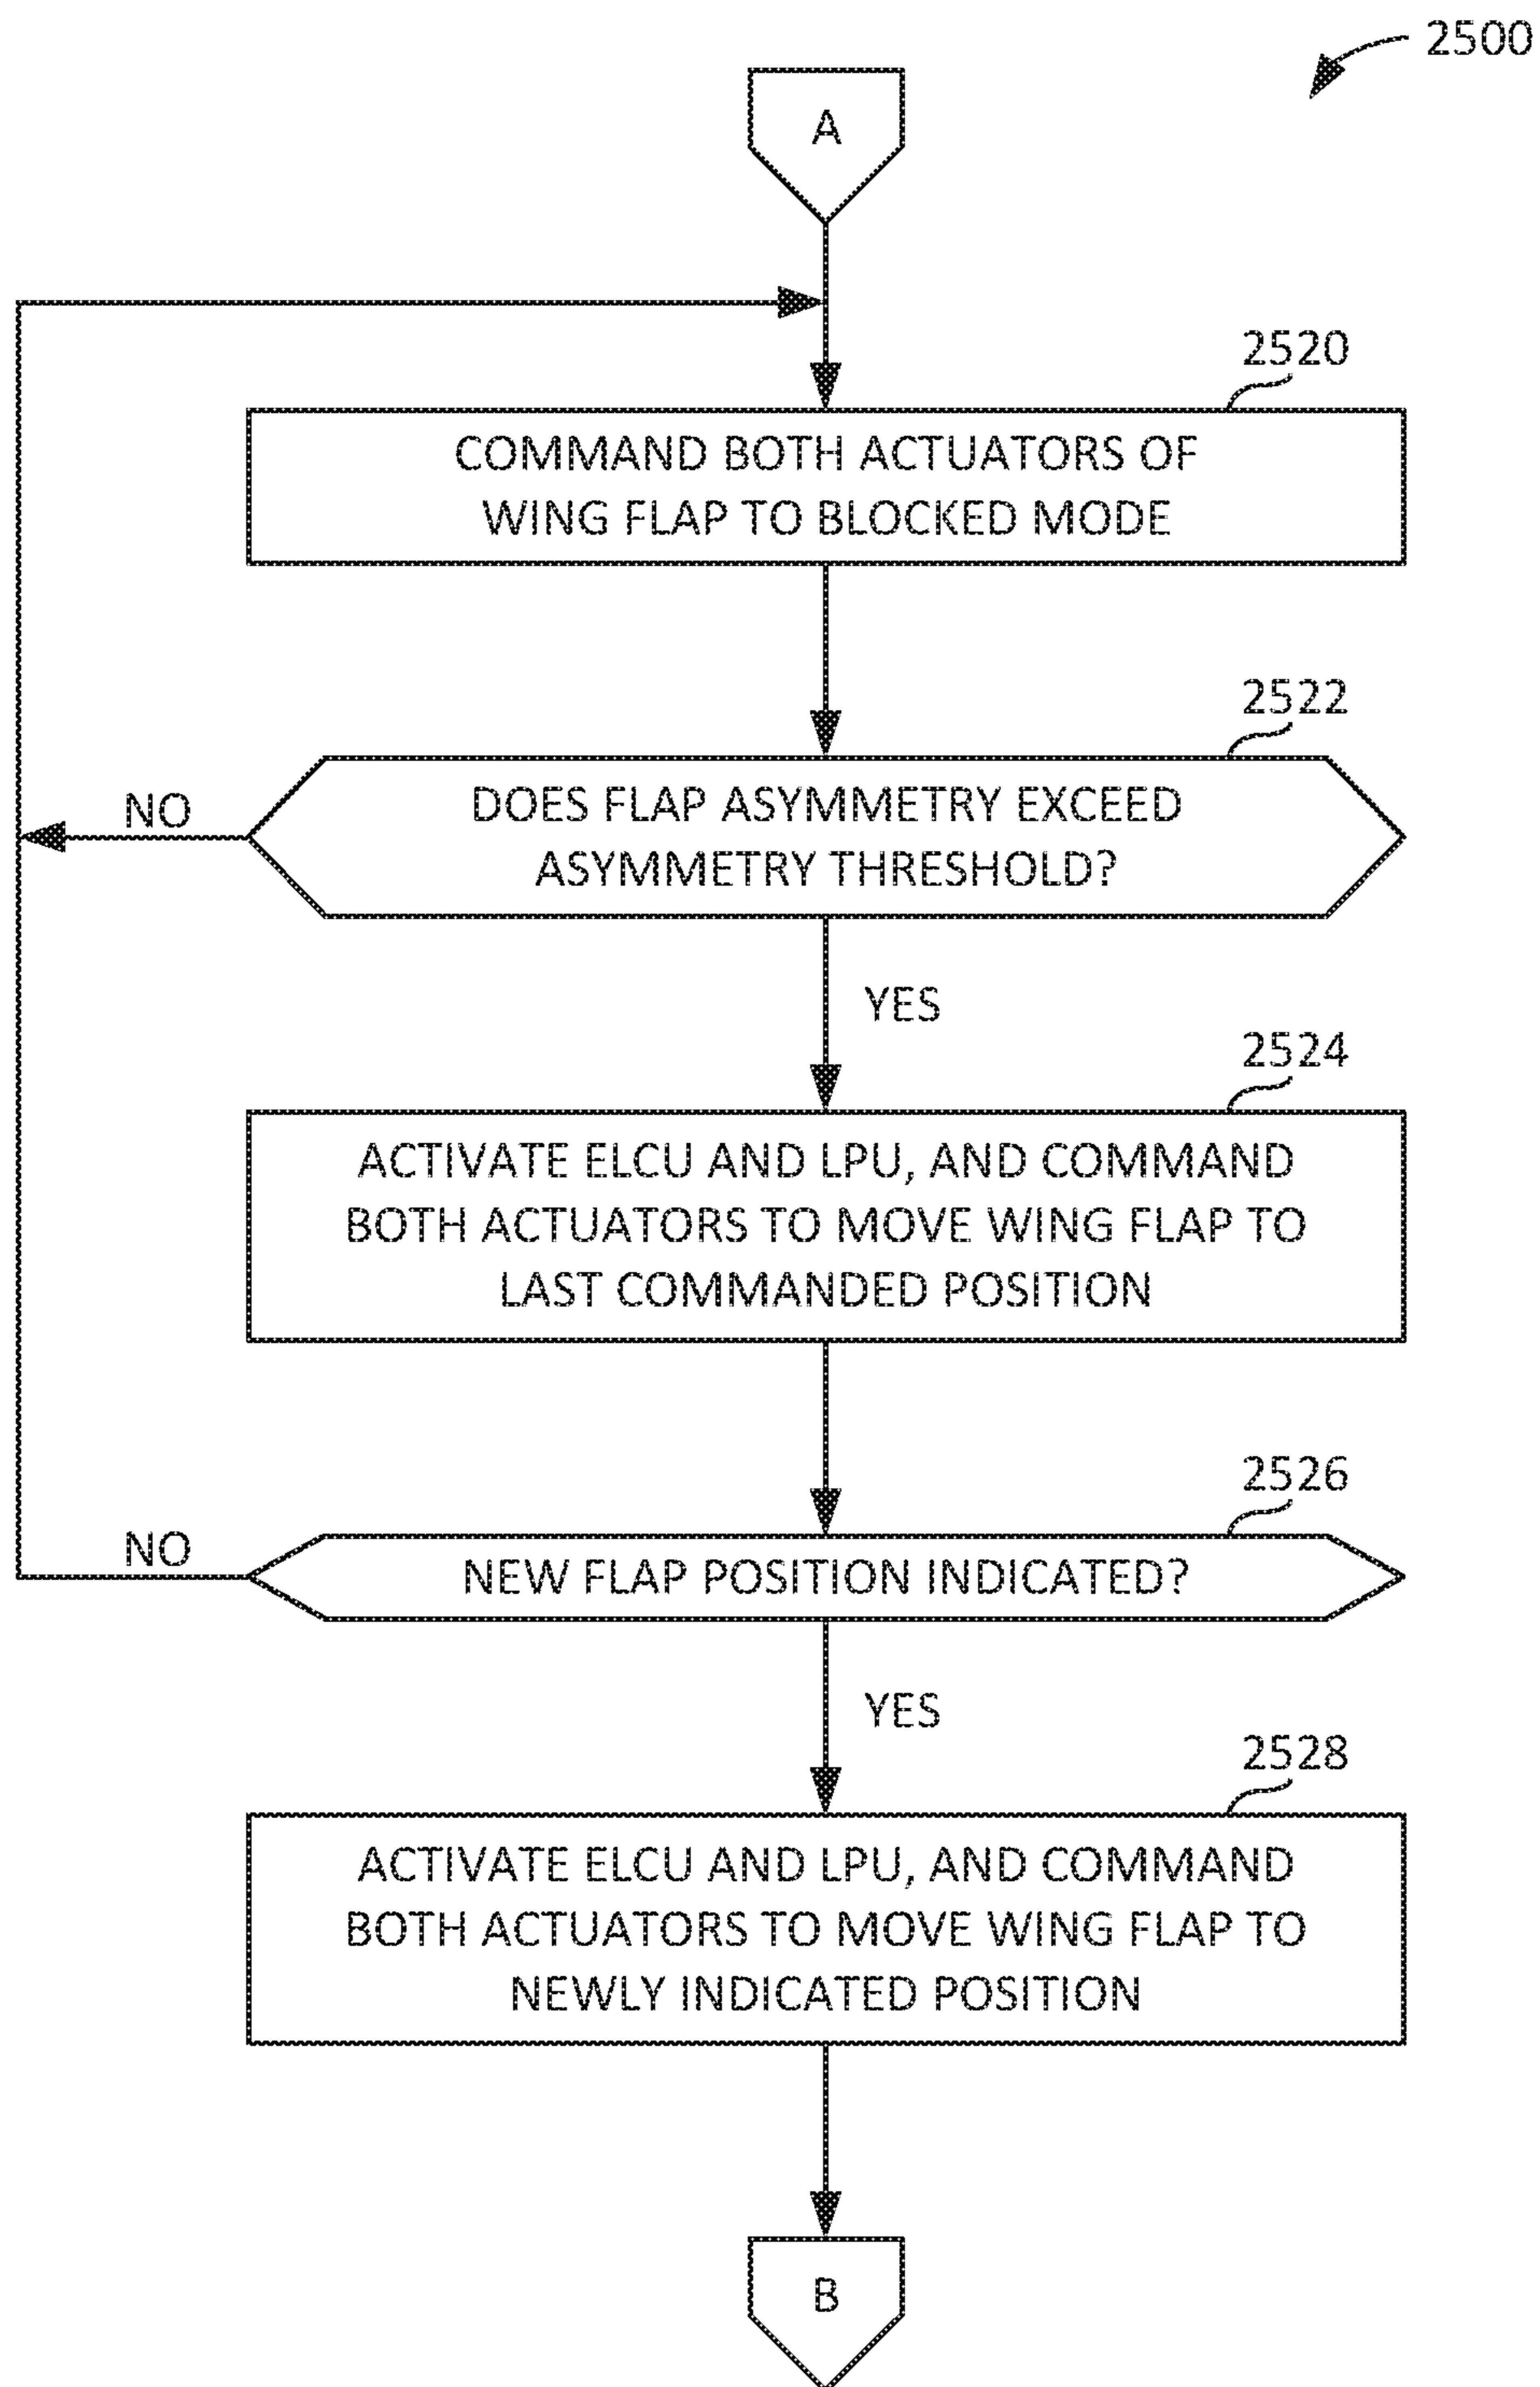 2500
A
2520
COMMAND BOTH ACTUATORS OF
WING FLAP TO BLOCKED MODE
2522
NO
DOES FLAP ASYMMETRY EXCEED
ASYMMETRY THRESHOLD?
YES
2524
ACTIVATE ELCU AND LPU, AND COMMAND
BOTH ACTUATORS TO MOVE WING FLAP TO
LAST COMMANDED POSITION
2526
NO
NEW FLAP POSITION INDICATED?
YES
2528
ACTIVATE ELCU AND LPU, AND COMMAND
BOTH ACTUATORS TO MOVE WING FLAP TO
NEWLY INDICATED POSITION
B